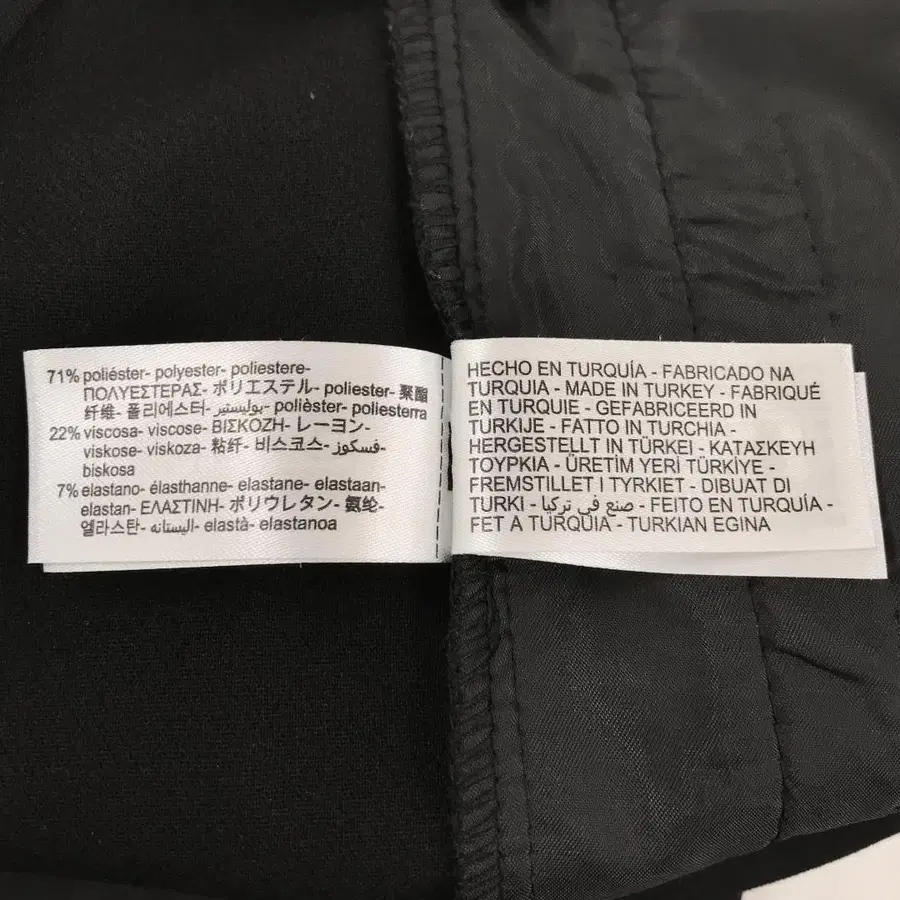 71% poliéster- polyester- poliestere-
ΠΟΛΥΕΣΤΕΡΑΣ- ポリエステル- poliester- 聚酯
纤维- 폴리에스터- بوليستير- polièster- poliesterra
22% viscosa- viscose- ΒΙΣΚΟΖΗ- レーヨン-
viskose- viskoza- 粘纤- 비스코스- فسكوز-
biskosa
7% elastano- élasthanne- elastane- elastaan-
elastan- ΕΛΑΣΤΙΝΗ- ポリウレタン- 氨纶-
엘라스탄- اليستانه- elastà- elastanoa
HECHO EN TURQUÍA - FABRICADO NA
TURQUIA - MADE IN TURKEY - FABRIQUÉ
EN TURQUIE - GEFABRICEERD IN
TURKIJE - FATTO IN TURCHIA -
HERGESTELLT IN TÜRKEI - ΚΑΤΑΣΚΕΥΗ
ΤΟΥΡΚΙΑ - ÜRETİM YERİ TÜRKİYE -
FREMSTILLET I TYRKIET - DIBUAT DI
TURKI - صنع في تركيا - FEITO EN TURQUÍA -
FET A TURQUIA - TURKIAN EGINA